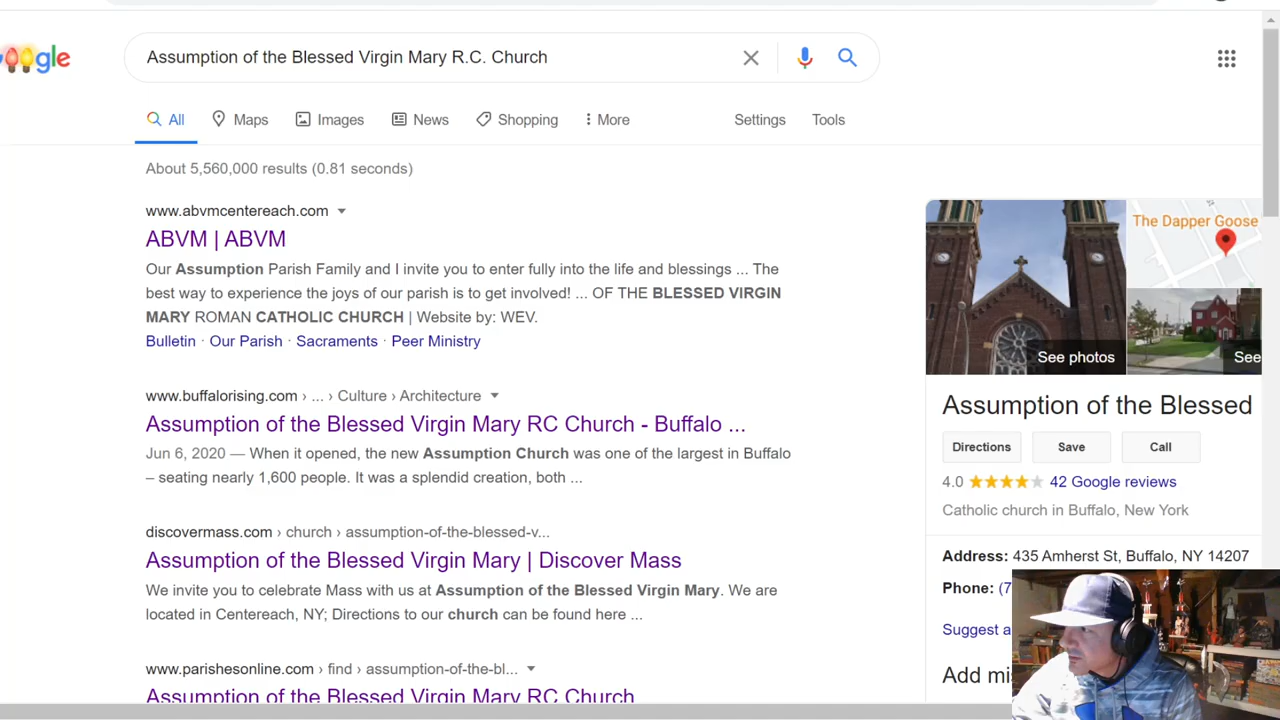 gle
Assumption of the Blessed Virgin Mary R.C. Church
All Maps Images News Shopping More Settings Tools
About 5,560,000 results (0.81 seconds)
www.abvmcentereach.com
ABVM | ABVM
Our Assumption Parish Family and I invite you to enter fully into the life and blessings ... The
best way to experience the joys of our parish is to get involved! ... OF THE BLESSED VIRGIN
MARY ROMAN CATHOLIC CHURCH | Website by: WEV.
Bulletin · Our Parish · Sacraments · Peer Ministry
www.buffalorising.com › ... › Culture › Architecture
Assumption of the Blessed Virgin Mary RC Church - Buffalo ...
Jun 6, 2020 — When it opened, the new Assumption Church was one of the largest in Buffalo
– seating nearly 1,600 people. It was a splendid creation, both ...
discovermass.com › church › assumption-of-the-blessed-v...
Assumption of the Blessed Virgin Mary | Discover Mass
We invite you to celebrate Mass with us at Assumption of the Blessed Virgin Mary. We are
located in Centereach, NY; Directions to our church can be found here ...
www.parishesonline.com › find › assumption-of-the-bl...
Assumption of the Blessed Virgin Mary RC Church
The Dapper Goose
See photos
See
Assumption of the Blessed
Directions Save Call
4.0 42 Google reviews
Catholic church in Buffalo, New York
Address: 435 Amherst St, Buffalo, NY 14207
Phone: (7
Suggest a
Add mi